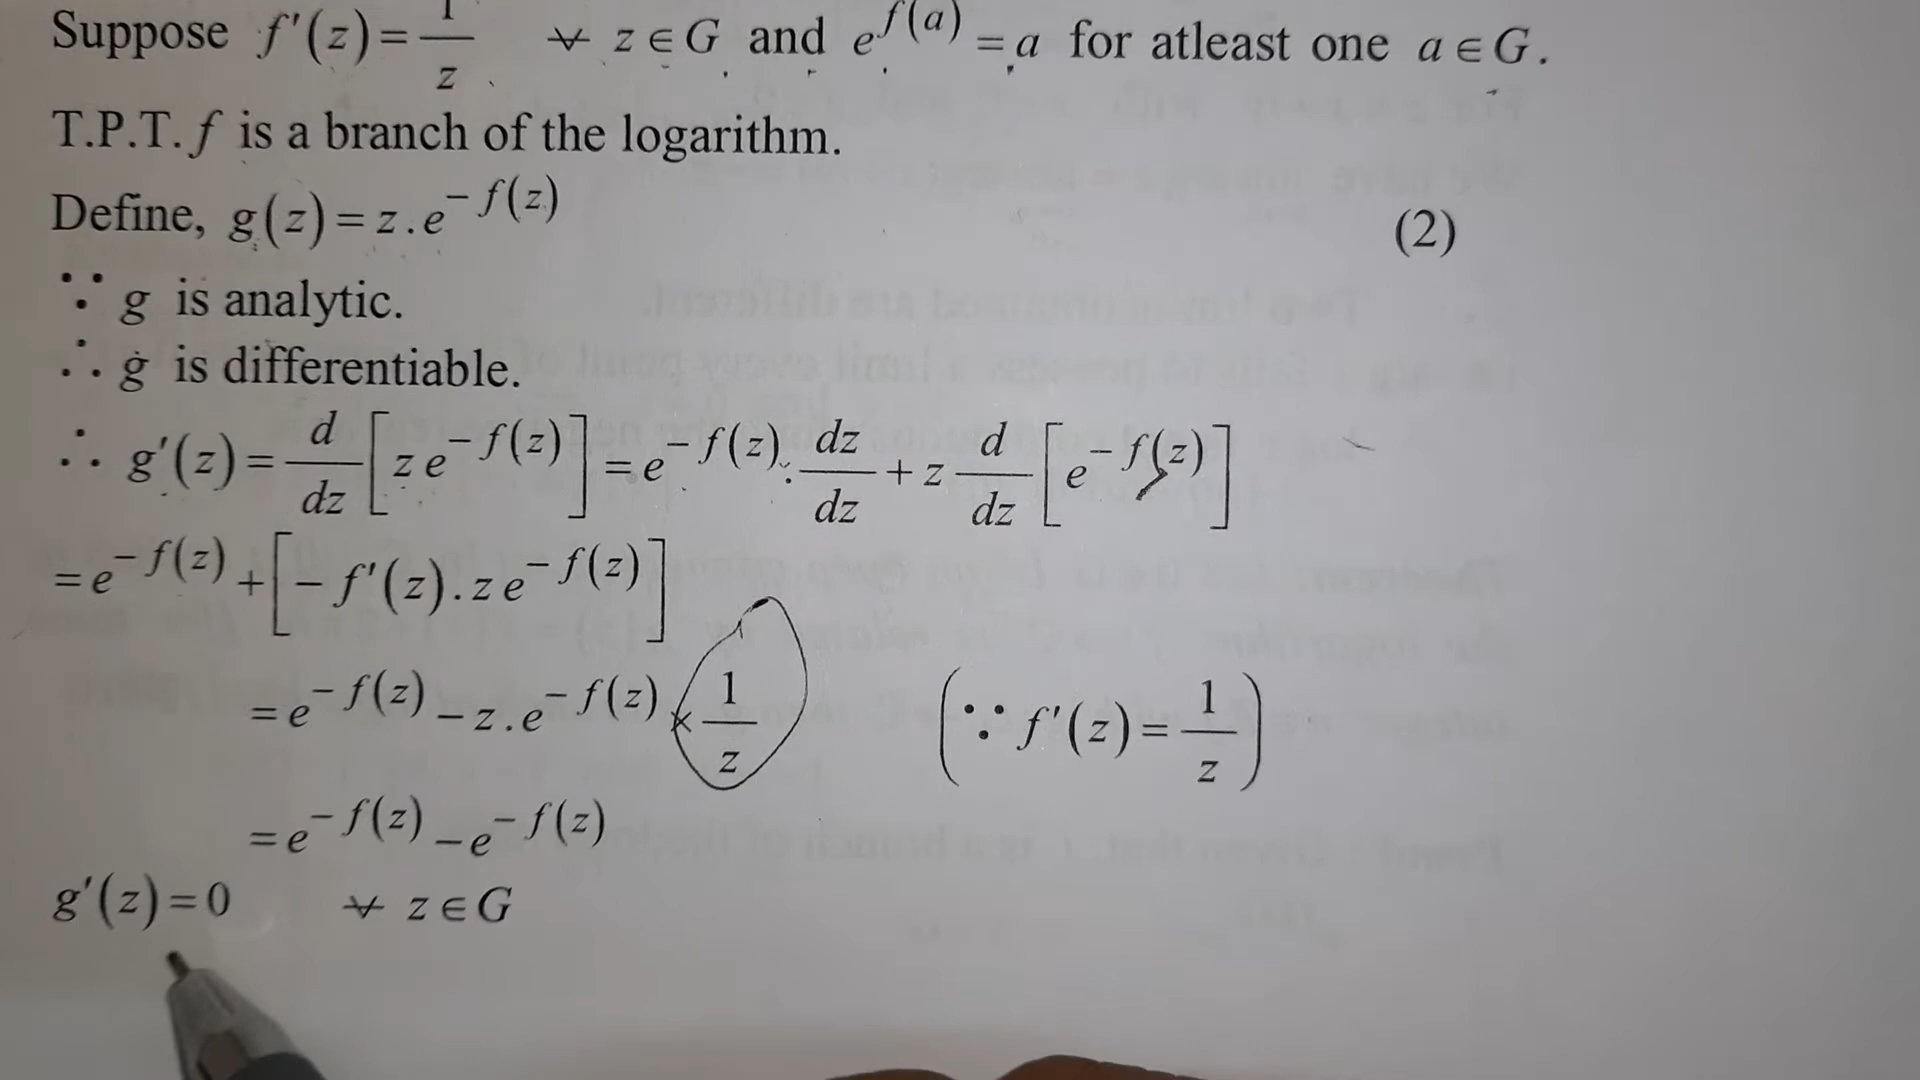 Suppose f'(z) = 1/z ∀ z ∈ G and e^{f(a)} = a for atleast one a ∈ G.
T.P.T. f is a branch of the logarithm.
Define, g(z) = z . e^{-f(z)} (2)
∵ g is analytic.
∴ g is differentiable.
∴ g'(z) = d/dz [z e^{-f(z)}] = e^{-f(z)} . dz/dz + z d/dz [e^{-f(z)}]
= e^{-f(z)} + [-f'(z) . z e^{-f(z)}]
= e^{-f(z)} - z . e^{-f(z)} × 1/z (∵ f'(z) = 1/z)
= e^{-f(z)} - e^{-f(z)}
g'(z) = 0 ∀ z ∈ G